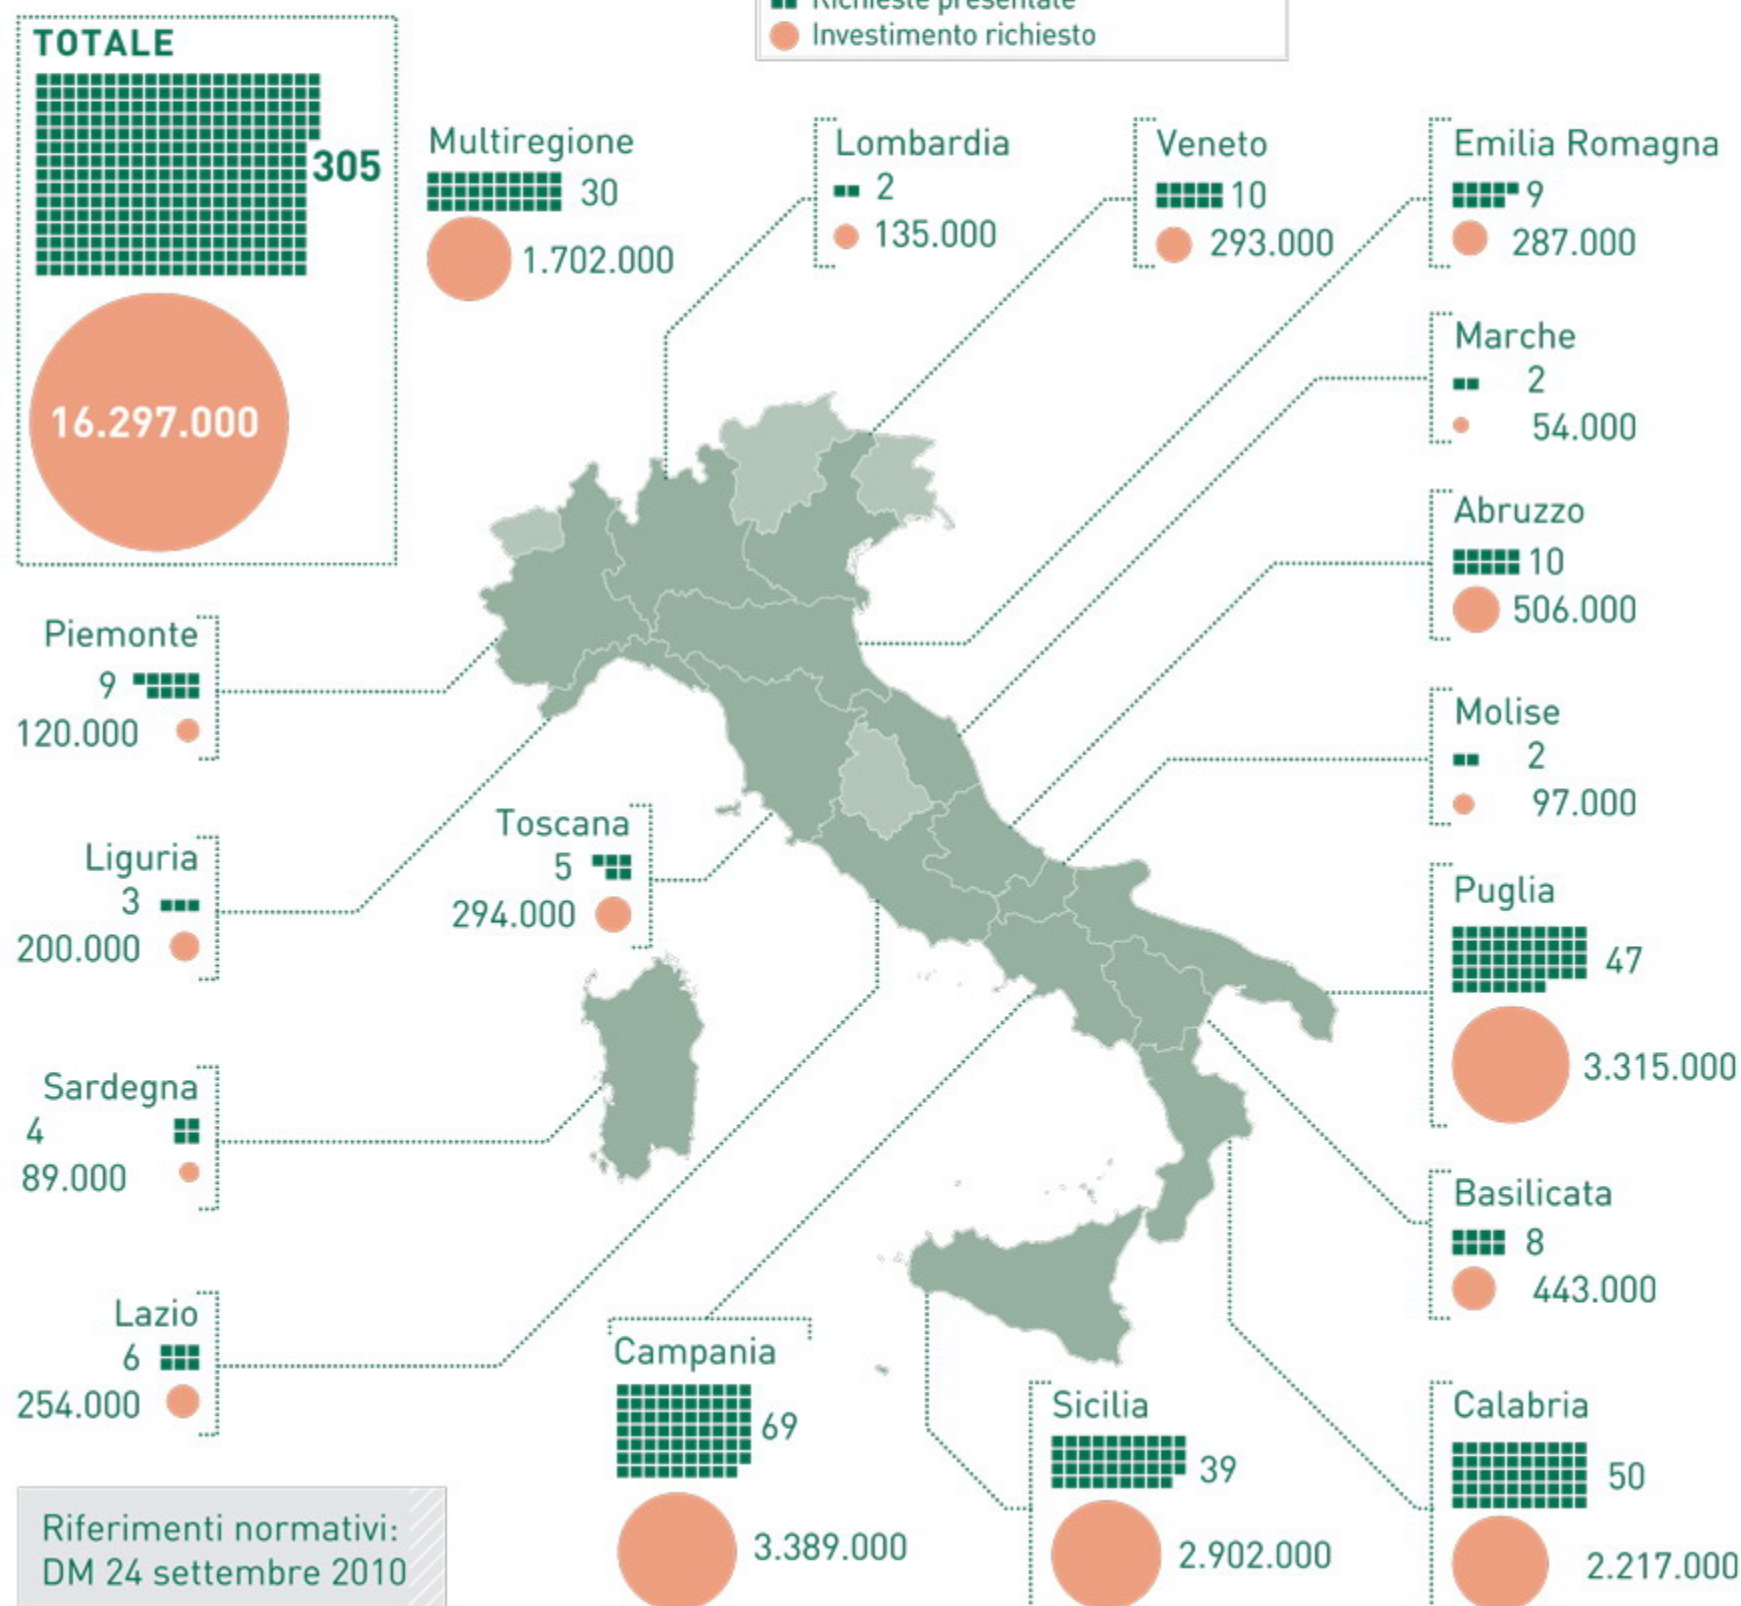 Richieste presentate
Investimento richiesto
TOTALE
305
16.297.000
Multiregione
30
1.702.000
Lombardia
2
135.000
Veneto
10
293.000
Emilia Romagna
9
287.000
Marche
2
54.000
Abruzzo
10
506.000
Molise
2
97.000
Puglia
47
3.315.000
Basilicata
8
443.000
Calabria
50
2.217.000
Sicilia
39
2.902.000
Campania
69
3.389.000
Piemonte
9
120.000
Liguria
3
200.000
Toscana
5
294.000
Sardegna
4
89.000
Lazio
6
254.000
Riferimenti normativi:
DM 24 settembre 2010